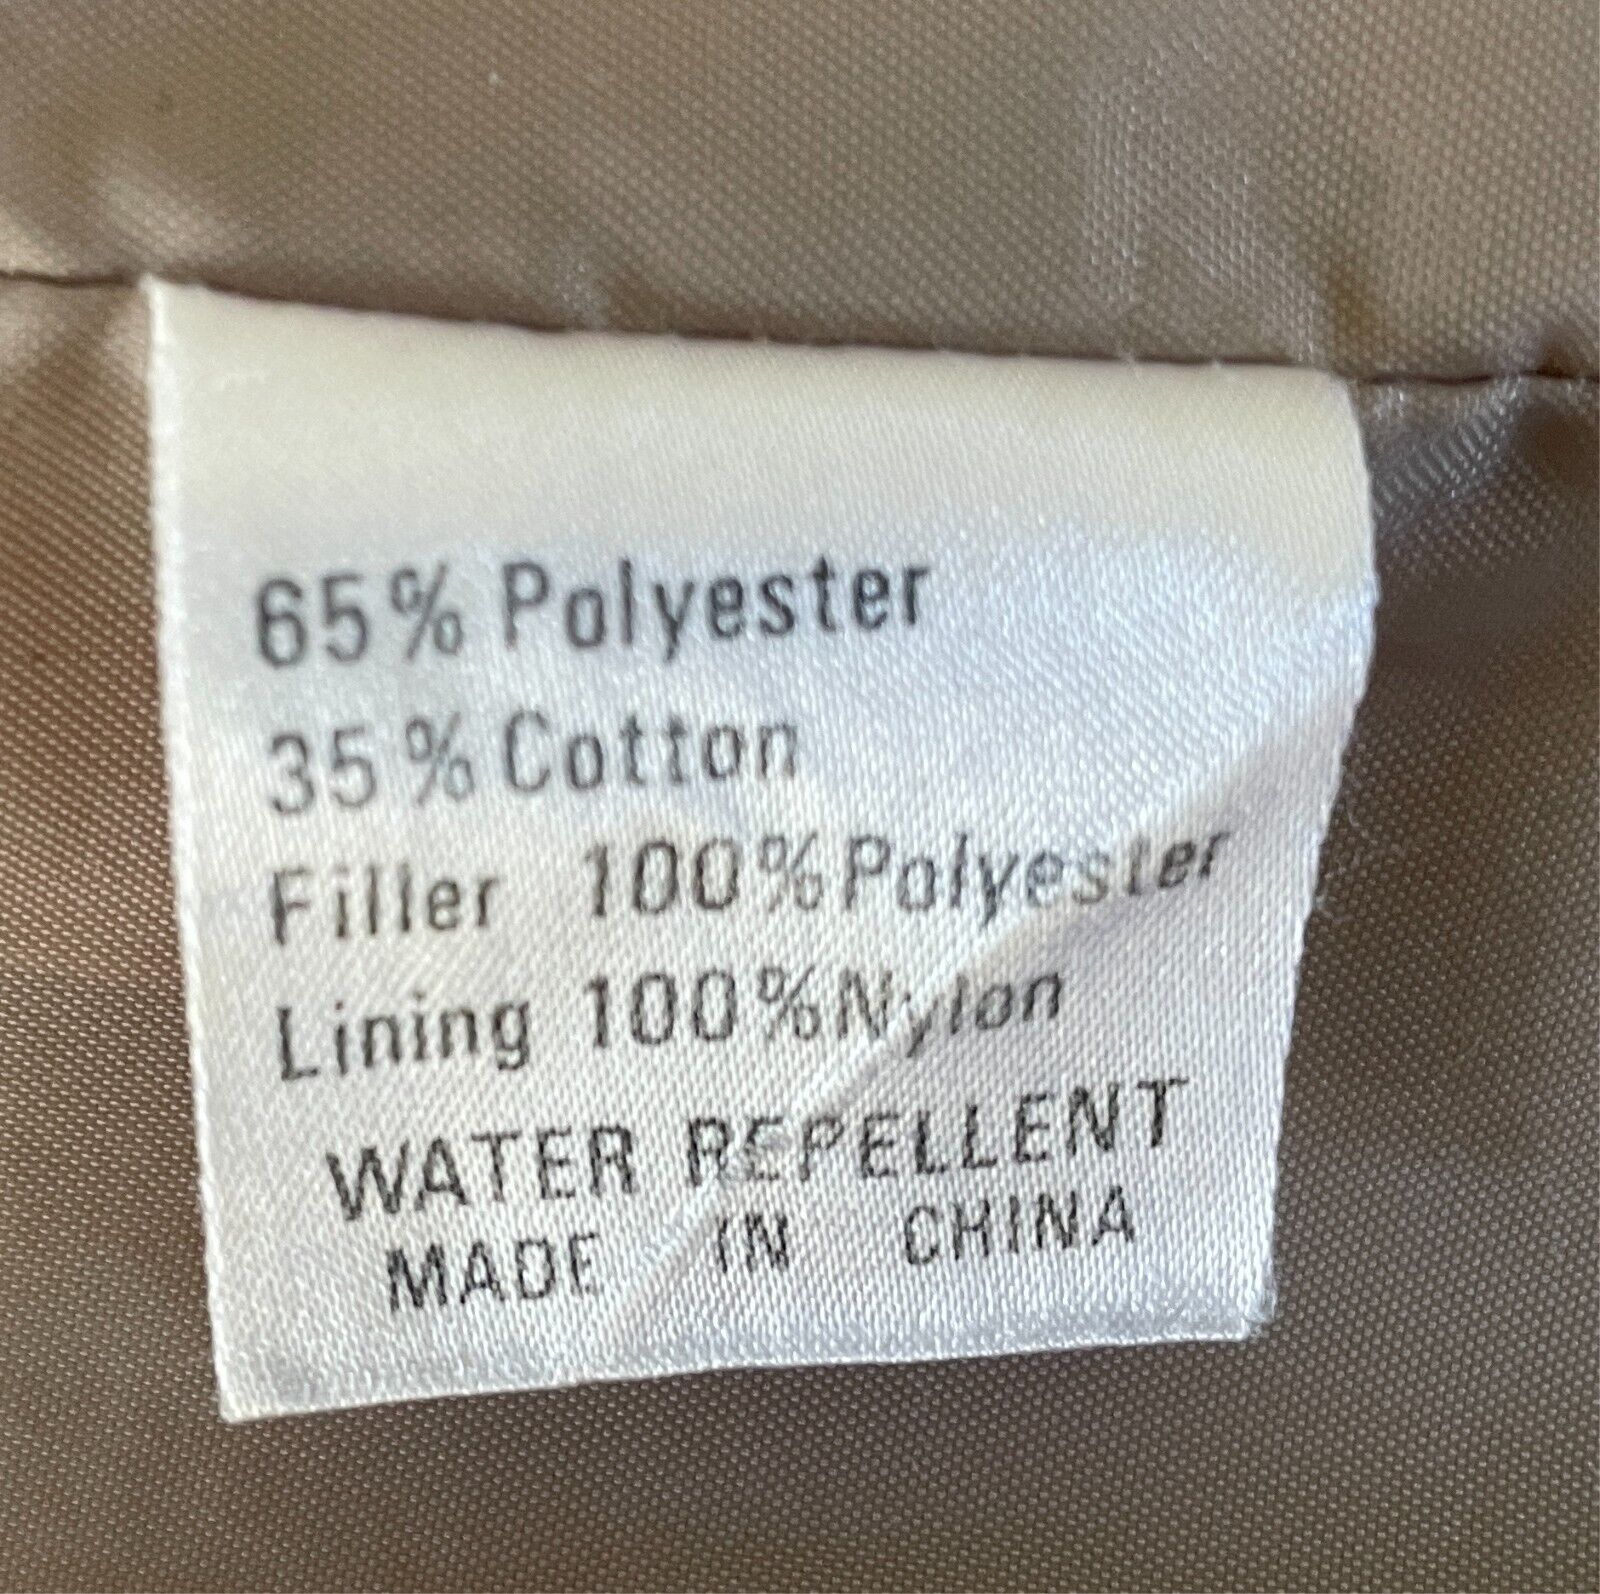 65% Polyester
35% Cotton
Filler 100% Polyester
Lining 100% Nylon
WATER REPELLENT
MADE IN CHINA